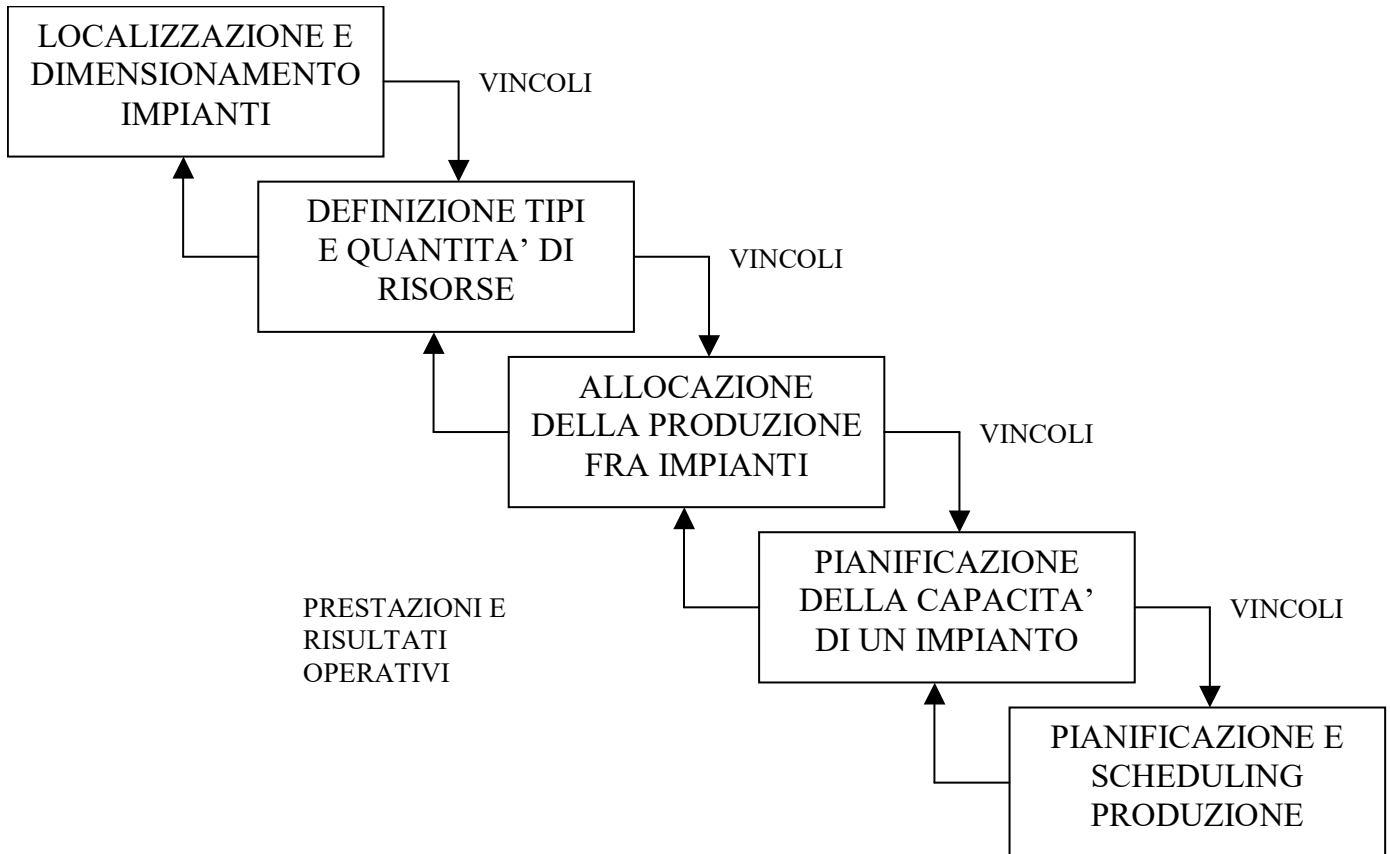 LOCALIZZAZIONE E
DIMENSIONAMENTO
IMPIANTI
VINCOLI
DEFINIZIONE TIPI
E QUANTITA’ DI
RISORSE
VINCOLI
ALLOCAZIONE
DELLA PRODUZIONE
FRA IMPIANTI
VINCOLI
PIANIFICAZIONE
DELLA CAPACITA’
DI UN IMPIANTO
VINCOLI
PRESTAZIONI E
RISULTATI
OPERATIVI
PIANIFICAZIONE E
SCHEDULING
PRODUZIONE